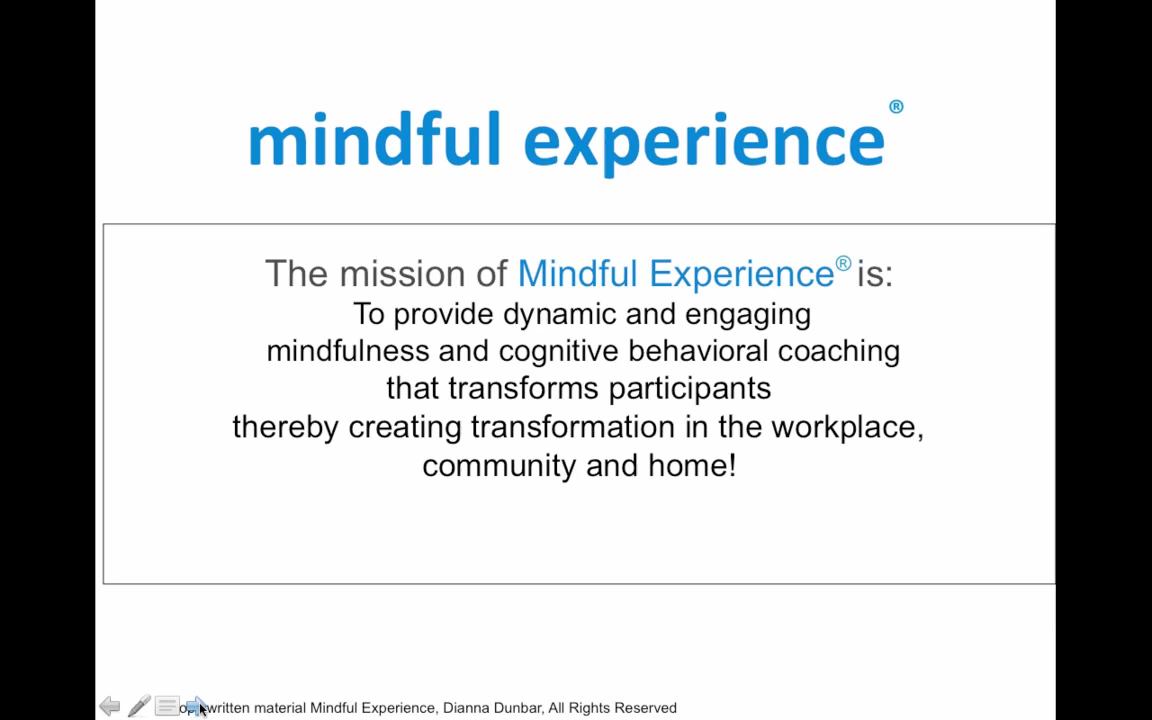 mindful experience®
The mission of Mindful Experience® is:
To provide dynamic and engaging
mindfulness and cognitive behavioral coaching
that transforms participants
thereby creating transformation in the workplace,
community and home!
written material Mindful Experience, Dianna Dunbar, All Rights Reserved